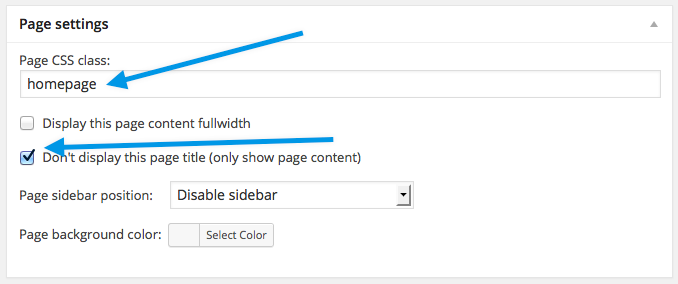 Page settings
Page CSS class:
homepage
Display this page content fullwidth
Don't display this page title (only show page content)
Page sidebar position: Disable sidebar
Page background color: Select Color